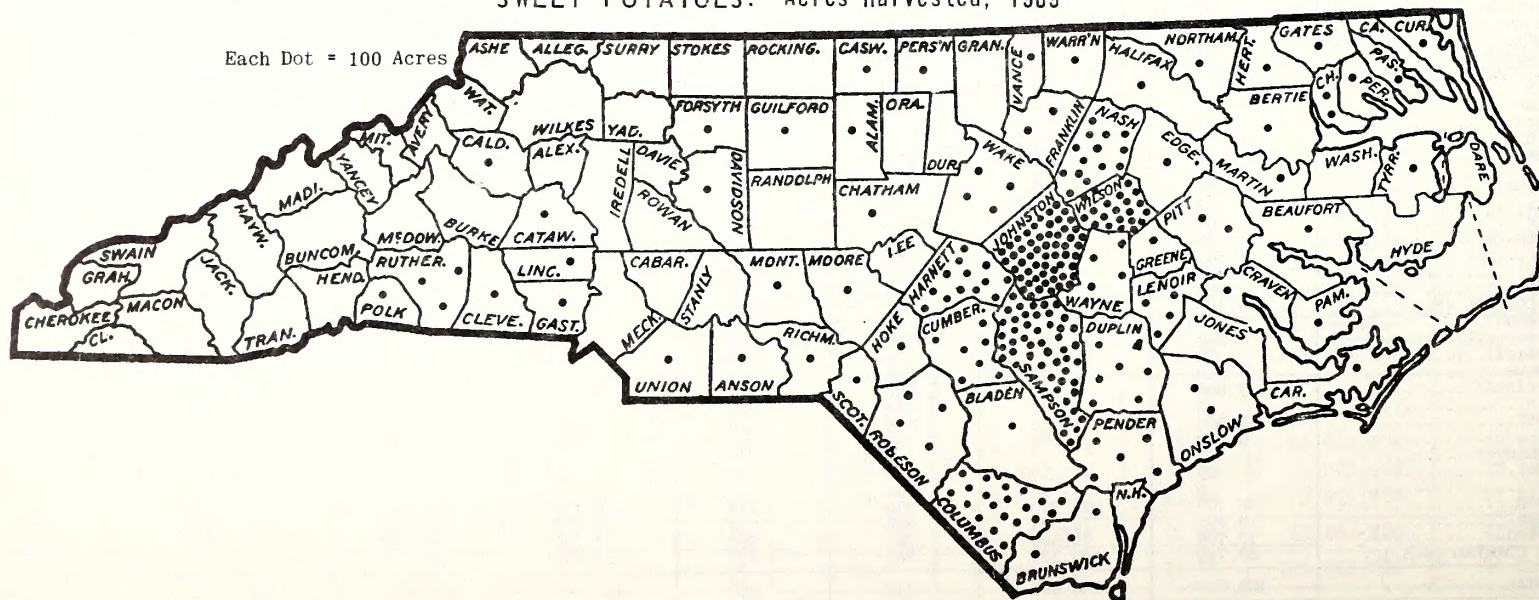 SWEET POTATOES: Acres Harvested,
Each Dot = 100 Acres
ASHE ALLEG. SURRY STOKES ROCKING. CASW. PERS'N GRAN. VANCE WARR'N HALIFAX NORTHAM. HERT. GATES CA. CUR.
PAS. PER. CH.
WAT. WILKES YAD. FORSYTH GUILFORD ALAM. ORA. DUR. FRANKLIN NASH BERTIE
MIT. AVERY CALD. ALEX. IREDELL DAVIE DAVIDSON WAKE EDGE. MARTIN WASH. TYRR. DARE
MADI. YANCEY ROWAN RANDOLPH CHATHAM JOHNSTON WILSON PITT BEAUFORT HYDE
SWAIN HAYW. BUNCOM. McDOW. BURKE CATAW. LEE HARNETT GREENE
GRAH. JACK. HEND. RUTHER. LINC. CABAR. STANLY MONT. MOORE WAYNE LENOIR CRAVEN PAM.
CHEROKEE MACON TRAN. POLK CLEVE. GAST. MECK. RICHM. HOKE CUMBER. DUPLIN JONES
CL. UNION ANSON SCOT. BLADEN SAMPSON CAR.
ROBESON PENDER ONSLOW
COLUMBUS N.H.
BRUNSWICK